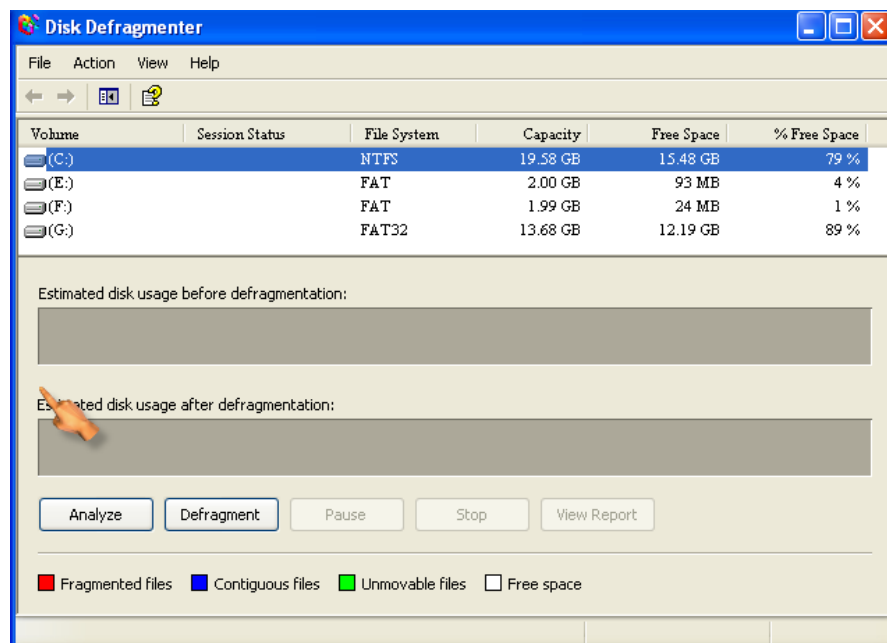 Disk Defragmenter
File Action View Help
Volume Session Status File System Capacity Free Space % Free Space
(C:) NTFS 19.58 GB 15.48 GB 79 %
(E:) FAT 2.00 GB 93 MB 4 %
(F:) FAT 1.99 GB 24 MB 1 %
(G:) FAT32 13.68 GB 12.19 GB 89 %
Estimated disk usage before defragmentation:
Estimated disk usage after defragmentation:
Analyze Defragment Pause Stop View Report
Fragmented files Contiguous files Unmovable files Free space